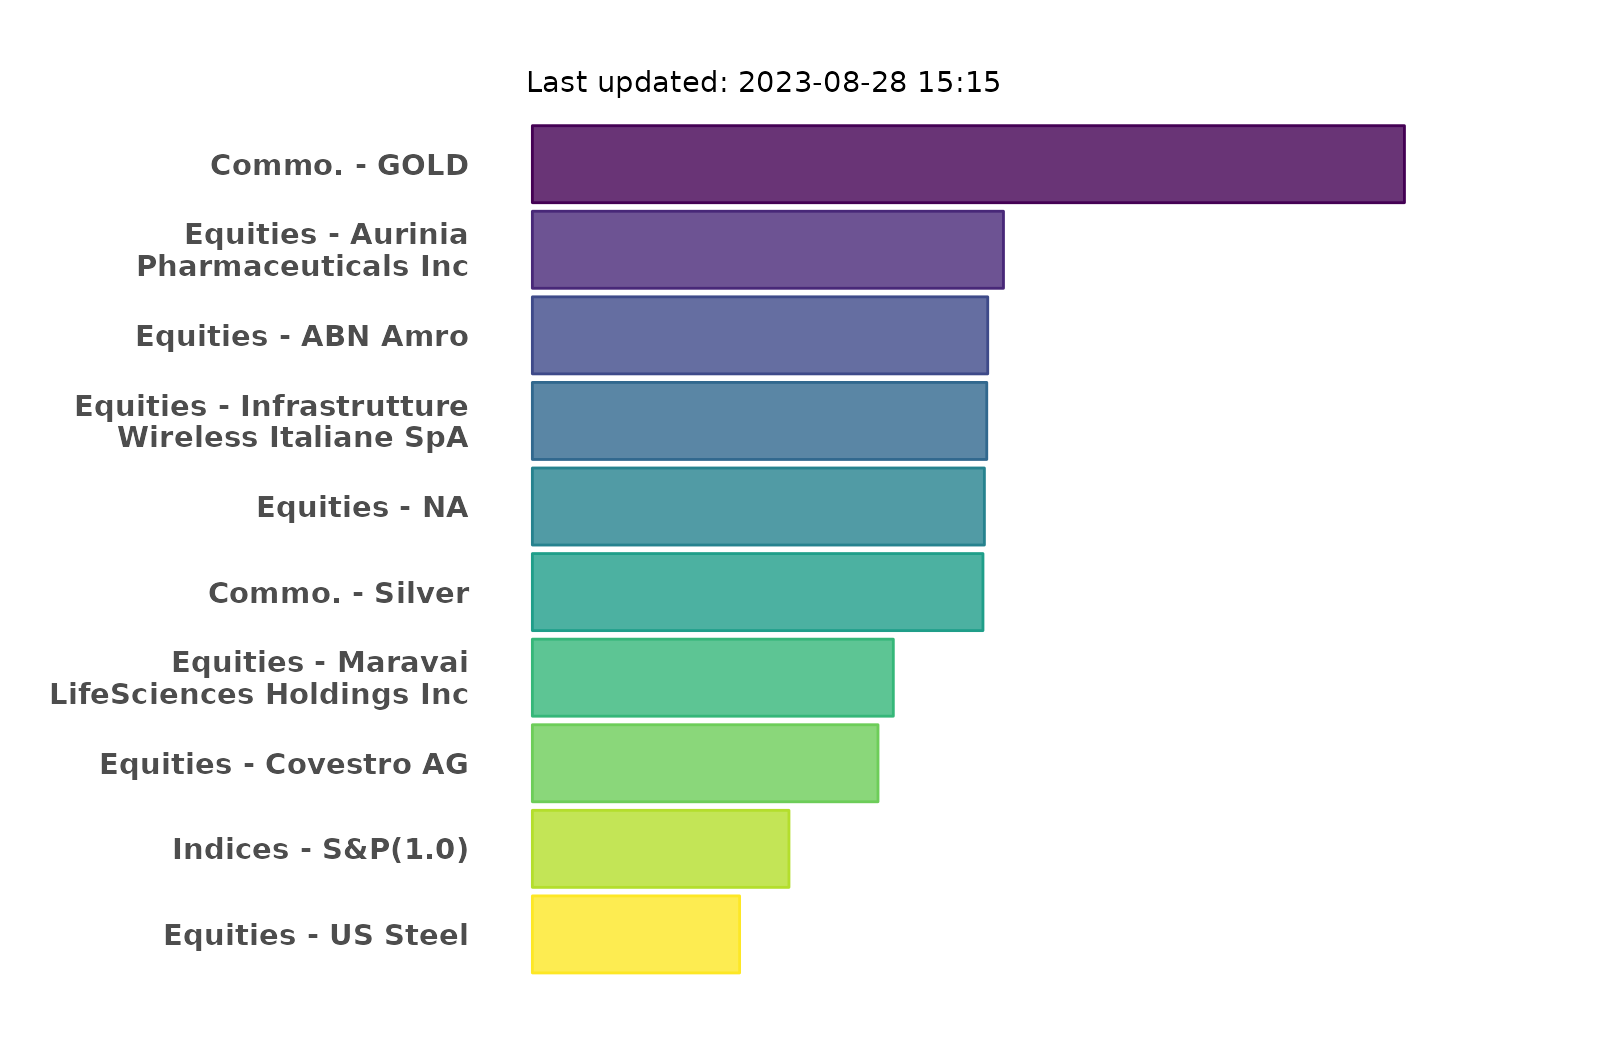 Last updated: 2023-08-28 15:15
Commo. - GOLD
Equities - Aurinia
Pharmaceuticals Inc
Equities - ABN Amro
Equities - Infrastrutture
Wireless Italiane SpA
Equities - NA
Commo. - Silver
Equities - Maravai
LifeSciences Holdings Inc
Equities - Covestro AG
Indices - S&P(1.0)
Equities - US Steel